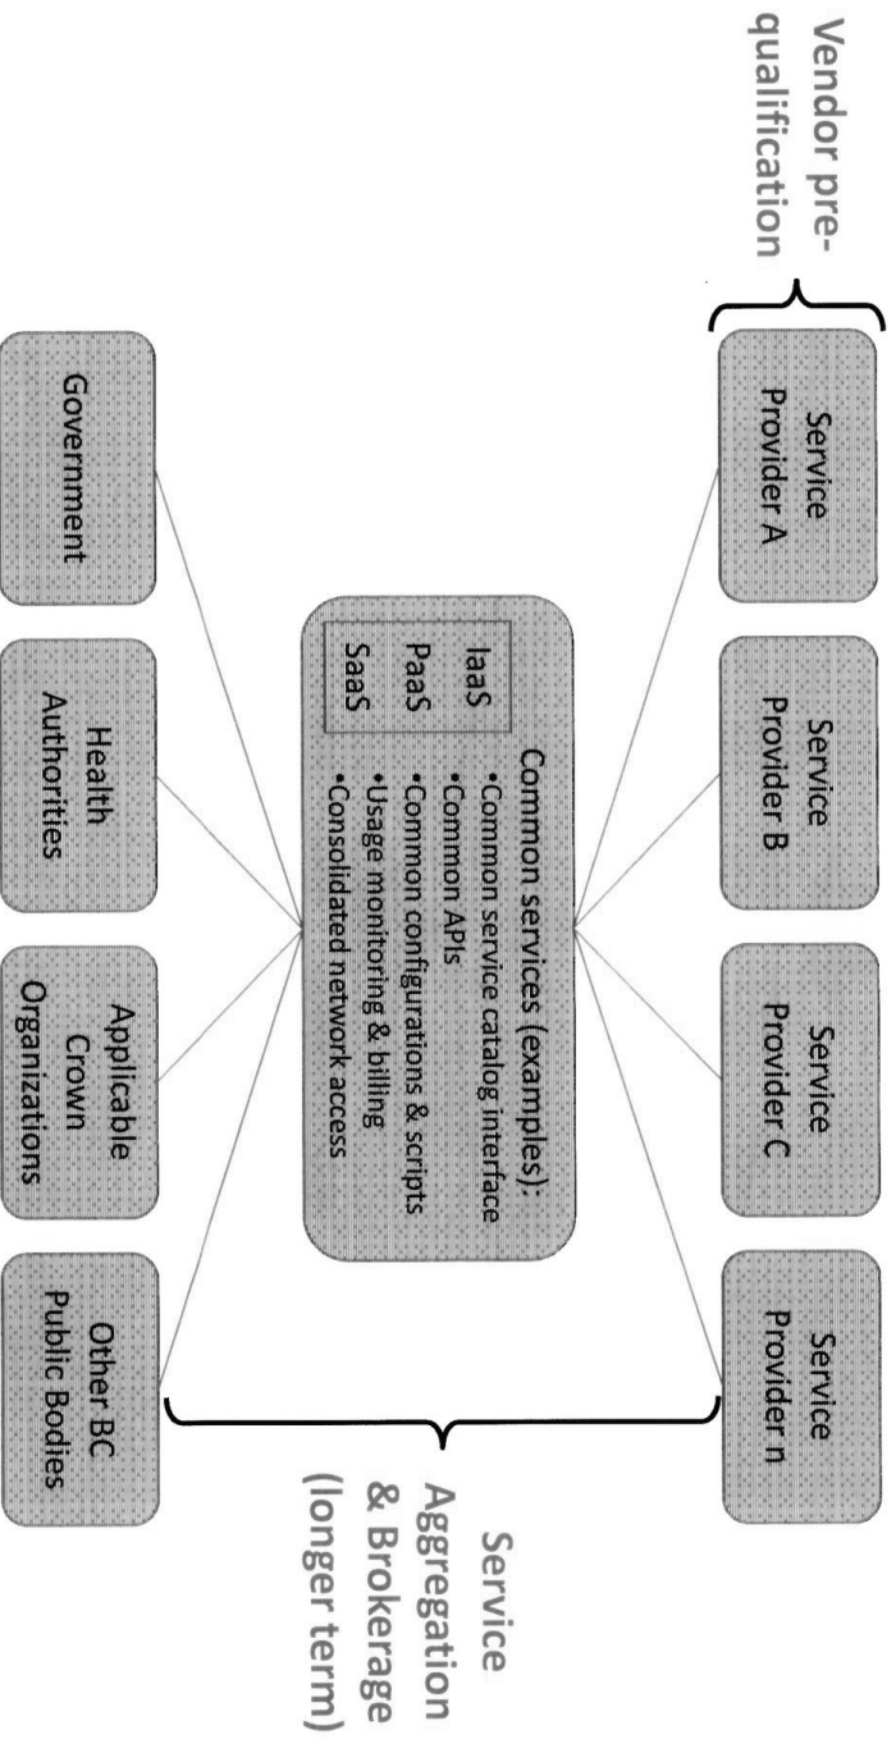 Vendor pre-
qualification
Service
Provider A
Service
Provider B
Service
Provider C
Service
Provider n
Common services (examples):
IaaS
PaaS
SaaS
•Common service catalog interface
•Common APIs
•Common configurations & scripts
•Usage monitoring & billing
•Consolidated network access
Service
Aggregation
& Brokerage
(longer term)
Government
Health
Authorities
Applicable
Crown
Organizations
Other BC
Public Bodies